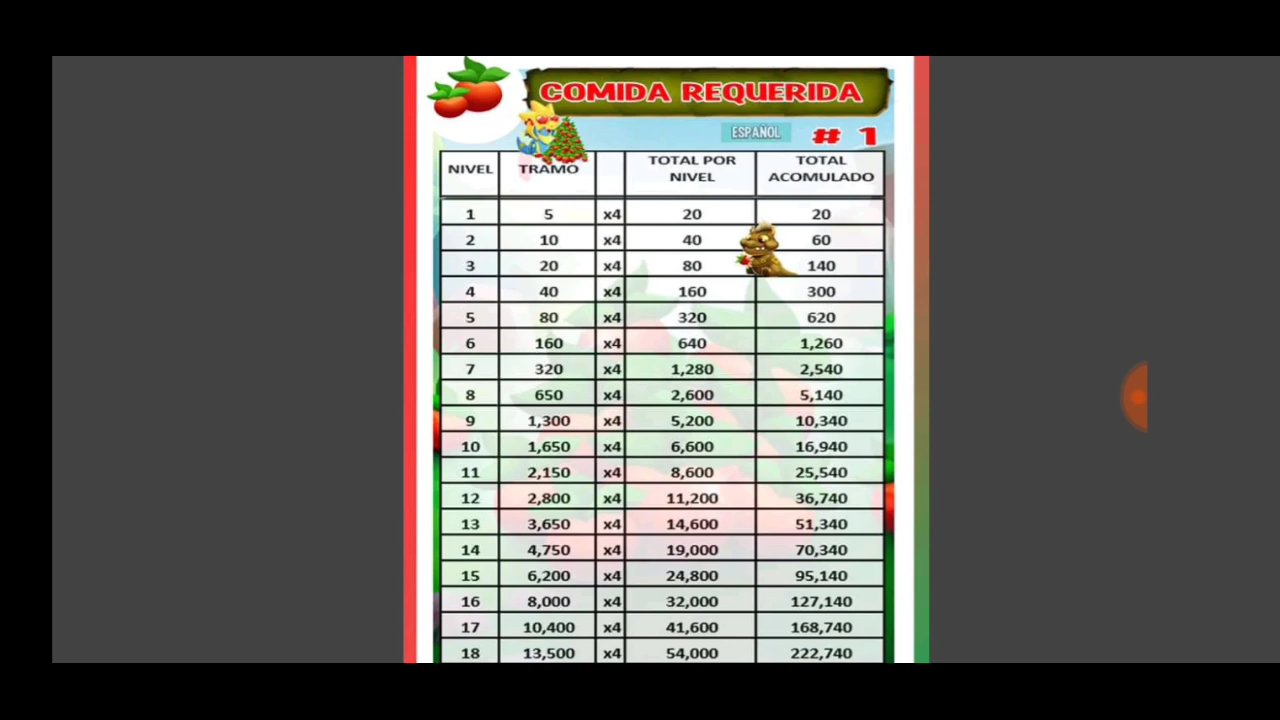 COMIDA REQUERIDA
ESPAÑOL # 1
NIVEL TRAMO TOTAL POR NIVEL TOTAL ACOMULADO
1 5 x4 20 20
2 10 x4 40 60
3 20 x4 80 140
4 40 x4 160 300
5 80 x4 320 620
6 160 x4 640 1,260
7 320 x4 1,280 2,540
8 650 x4 2,600 5,140
9 1,300 x4 5,200 10,340
10 1,650 x4 6,600 16,940
11 2,150 x4 8,600 25,540
12 2,800 x4 11,200 36,740
13 3,650 x4 14,600 51,340
14 4,750 x4 19,000 70,340
15 6,200 x4 24,800 95,140
16 8,000 x4 32,000 127,140
17 10,400 x4 41,600 168,740
18 13,500 x4 54,000 222,740